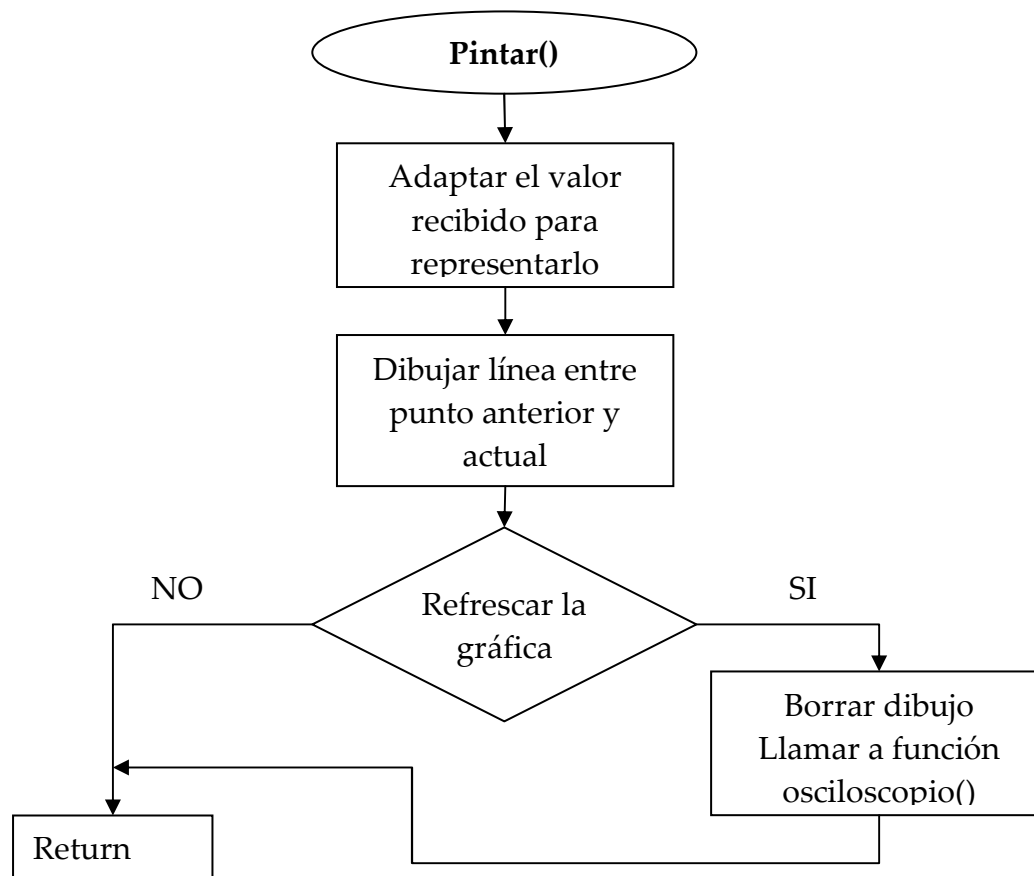 Pintar()
Adaptar el valor
recibido para
representarlo
Dibujar línea entre
punto anterior y
actual
NO
SI
Refrescar la
gráfica
Borrar dibujo
Llamar a función
osciloscopio()
Return